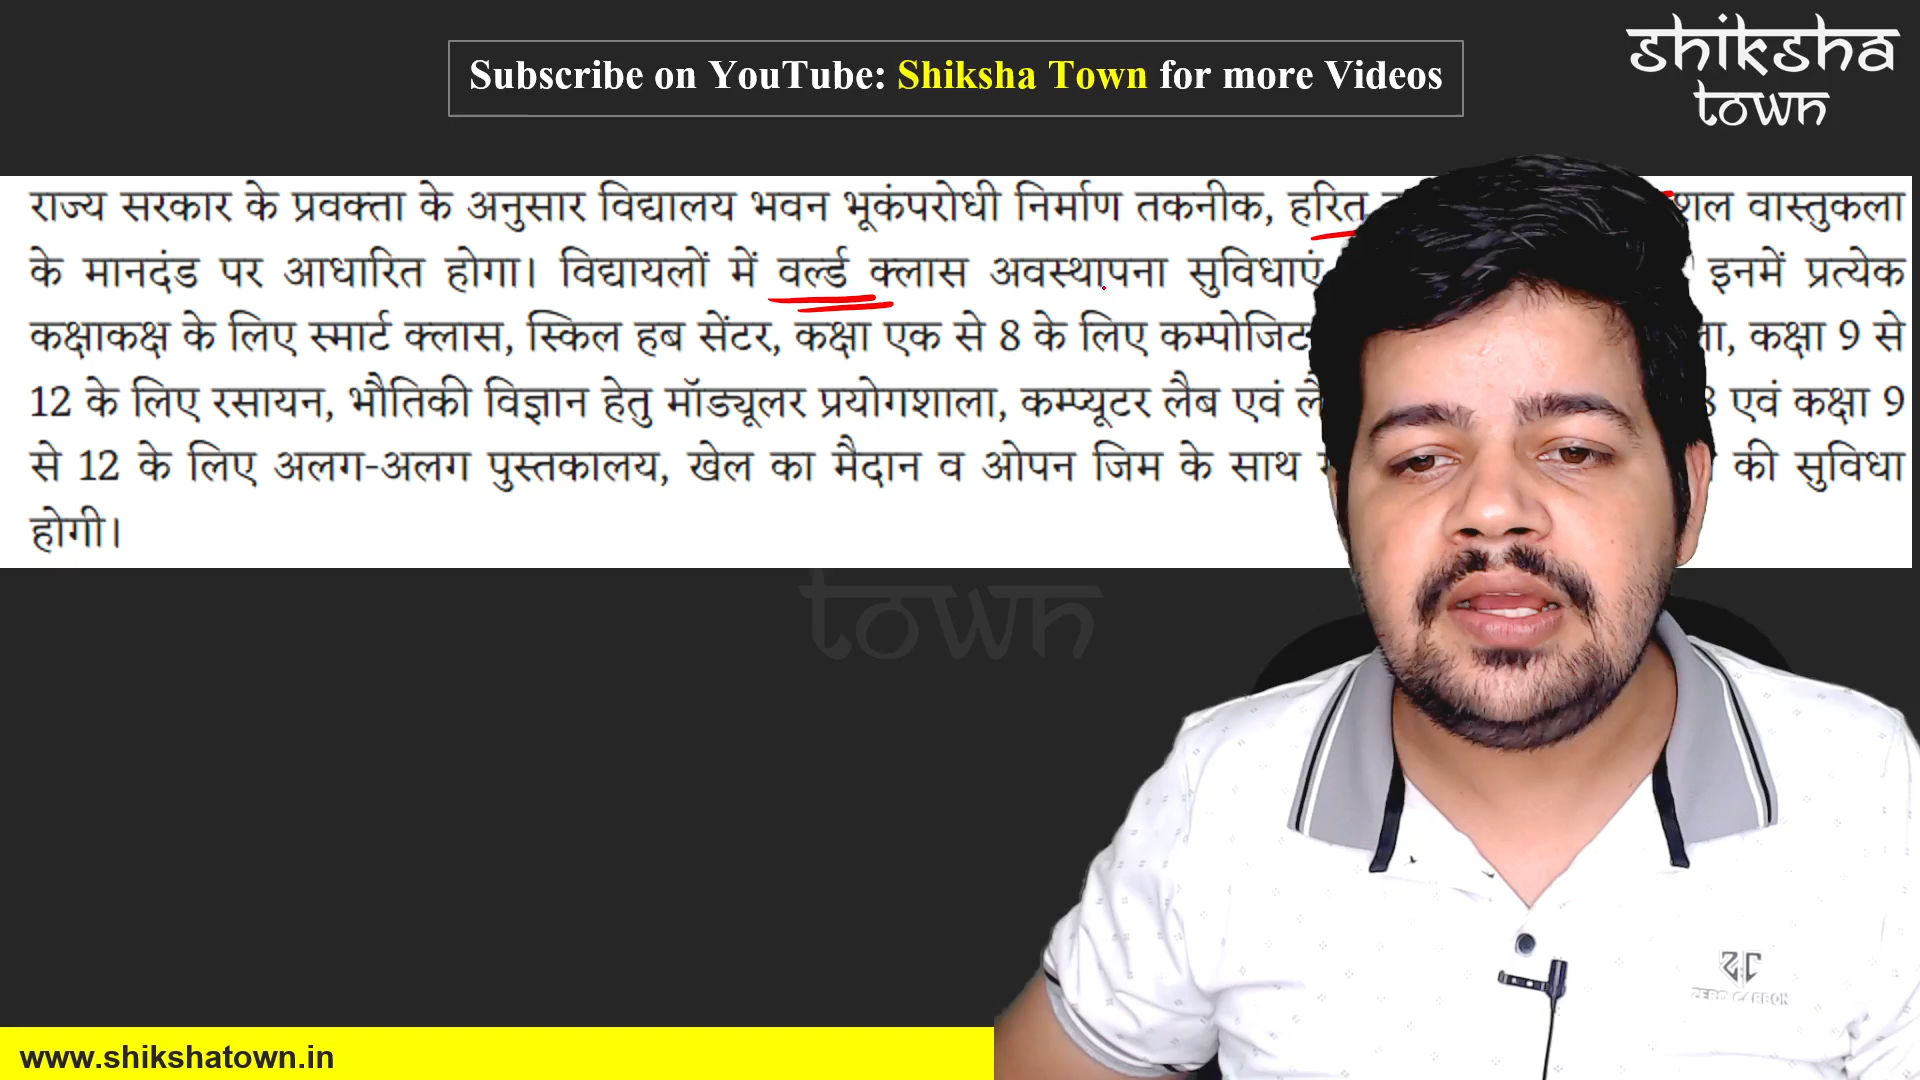 Subscribe on YouTube: Shiksha Town for more Videos
shiksha
town
राज्य सरकार के प्रवक्ता के अनुसार विद्यालय भवन भूकंपरोधी निर्माण तकनीक, हरित वास्तुकला
के मानदंड पर आधारित होगा। विद्यायलों में वर्ल्ड क्लास अवस्थापना सुविधाएं इनमें प्रत्येक
कक्षाकक्ष के लिए स्मार्ट क्लास, स्किल हब सेंटर, कक्षा एक से 8 के लिए कम्पोजिट कक्षा 9 से
12 के लिए रसायन, भौतिकी विज्ञान हेतु मॉड्यूलर प्रयोगशाला, कम्प्यूटर लैब एवं 8 एवं कक्षा 9
से 12 के लिए अलग-अलग पुस्तकालय, खेल का मैदान व ओपन जिम के साथ की सुविधा
होगी।
town
ZERO CARBON
www.shikshatown.in